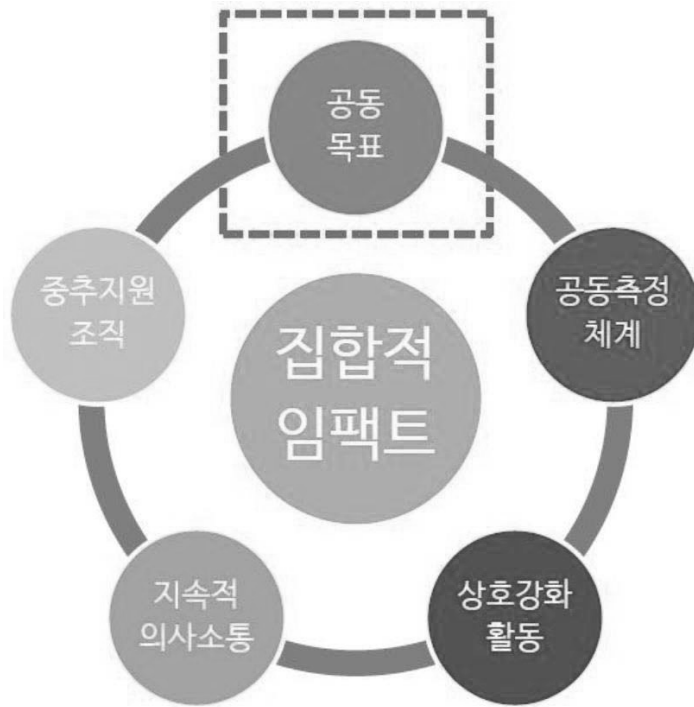 공동
목표
공동측정
체계
상호강화
활동
지속적
의사소통
중추지원
조직
집합적
임팩트